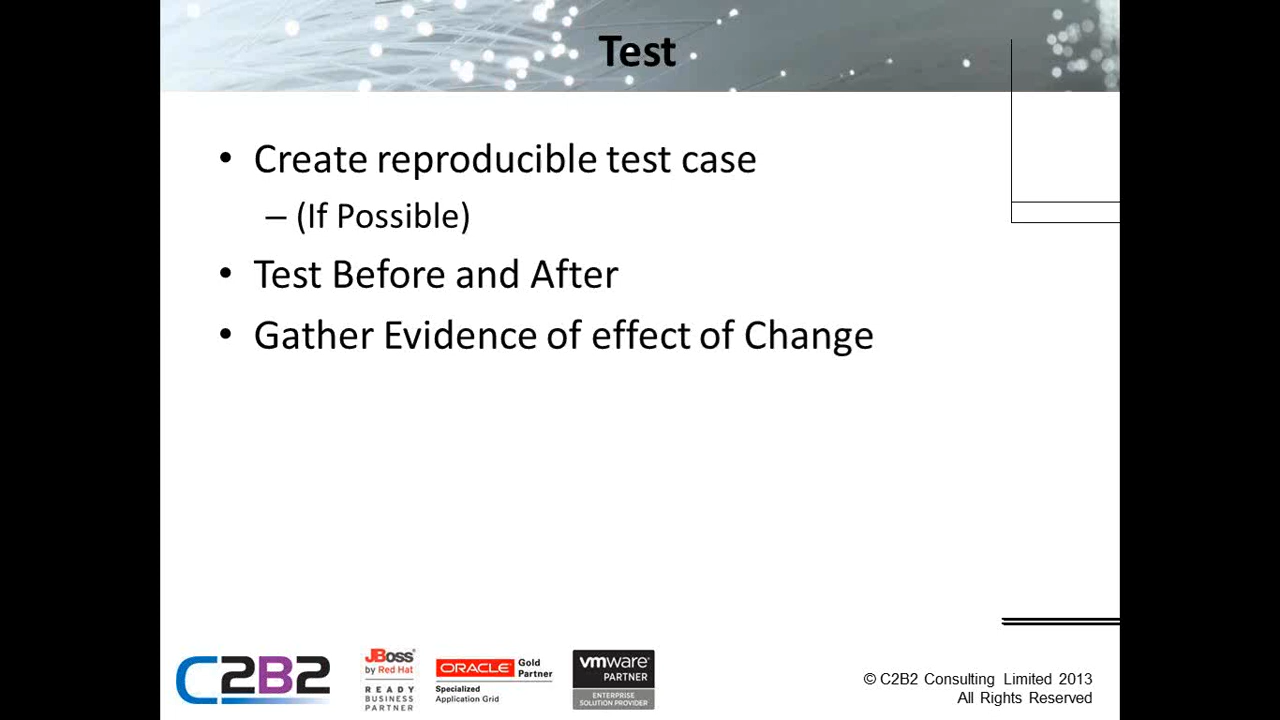 Test
• Create reproducible test case
– (If Possible)
• Test Before and After
• Gather Evidence of effect of Change
C2B2
JBoss
by Red Hat
READY
BUSINESS
PARTNER
ORACLE Gold
Partner
Specialized
Application Grid
vmware
PARTNER
ENTERPRISE
SOLUTION PROVIDER
© C2B2 Consulting Limited 2013
All Rights Reserved